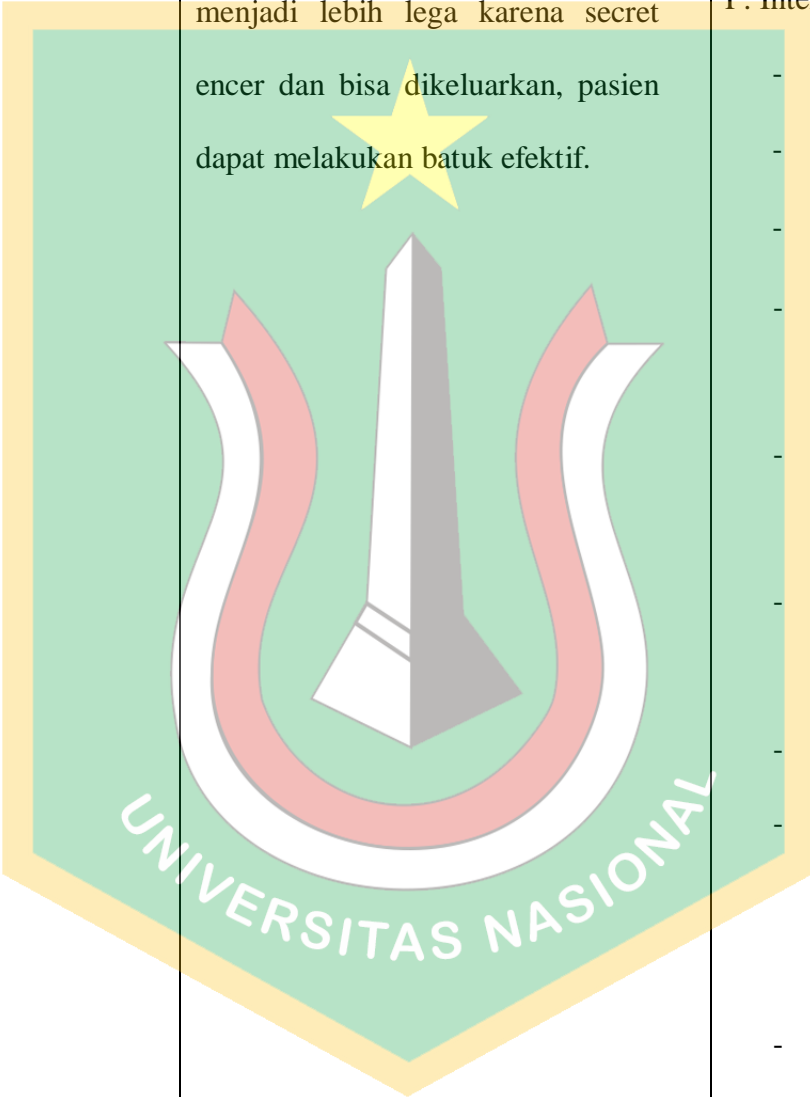 menjadi lebih lega karena secret
encer dan bisa dikeluarkan, pasien
dapat melakukan batuk efektif.
-
-
-
-
-
-
-
-
-
UNIVERSITAS NASIONAL